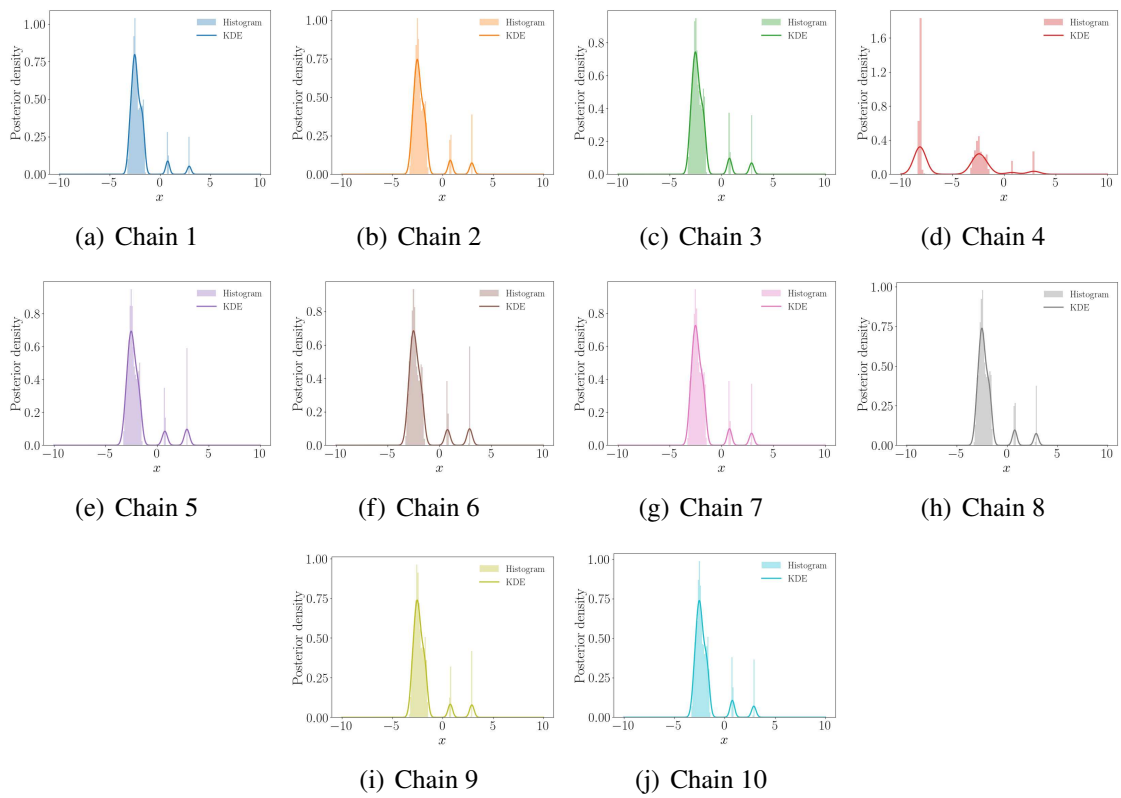 Histogram
KDE
Posterior density
1.00
0.75
0.50
0.25
0.00
−10 −5 0 5 10
x
(a) Chain 1
Histogram
KDE
Posterior density
1.00
0.75
0.50
0.25
0.00
−10 −5 0 5 10
x
(b) Chain 2
Histogram
KDE
Posterior density
0.8
0.6
0.4
0.2
0.0
−10 −5 0 5 10
x
(c) Chain 3
Histogram
KDE
Posterior density
1.6
1.2
0.8
0.4
0.0
−10 −5 0 5 10
x
(d) Chain 4
Histogram
KDE
Posterior density
0.8
0.6
0.4
0.2
0.0
−10 −5 0 5 10
x
(e) Chain 5
Histogram
KDE
Posterior density
0.8
0.6
0.4
0.2
0.0
−10 −5 0 5 10
x
(f) Chain 6
Histogram
KDE
Posterior density
0.8
0.6
0.4
0.2
0.0
−10 −5 0 5 10
x
(g) Chain 7
Histogram
KDE
Posterior density
1.00
0.75
0.50
0.25
0.00
−10 −5 0 5 10
x
(h) Chain 8
Histogram
KDE
Posterior density
1.00
0.75
0.50
0.25
0.00
−10 −5 0 5 10
x
(i) Chain 9
Histogram
KDE
Posterior density
1.00
0.75
0.50
0.25
0.00
−10 −5 0 5 10
x
(j) Chain 10